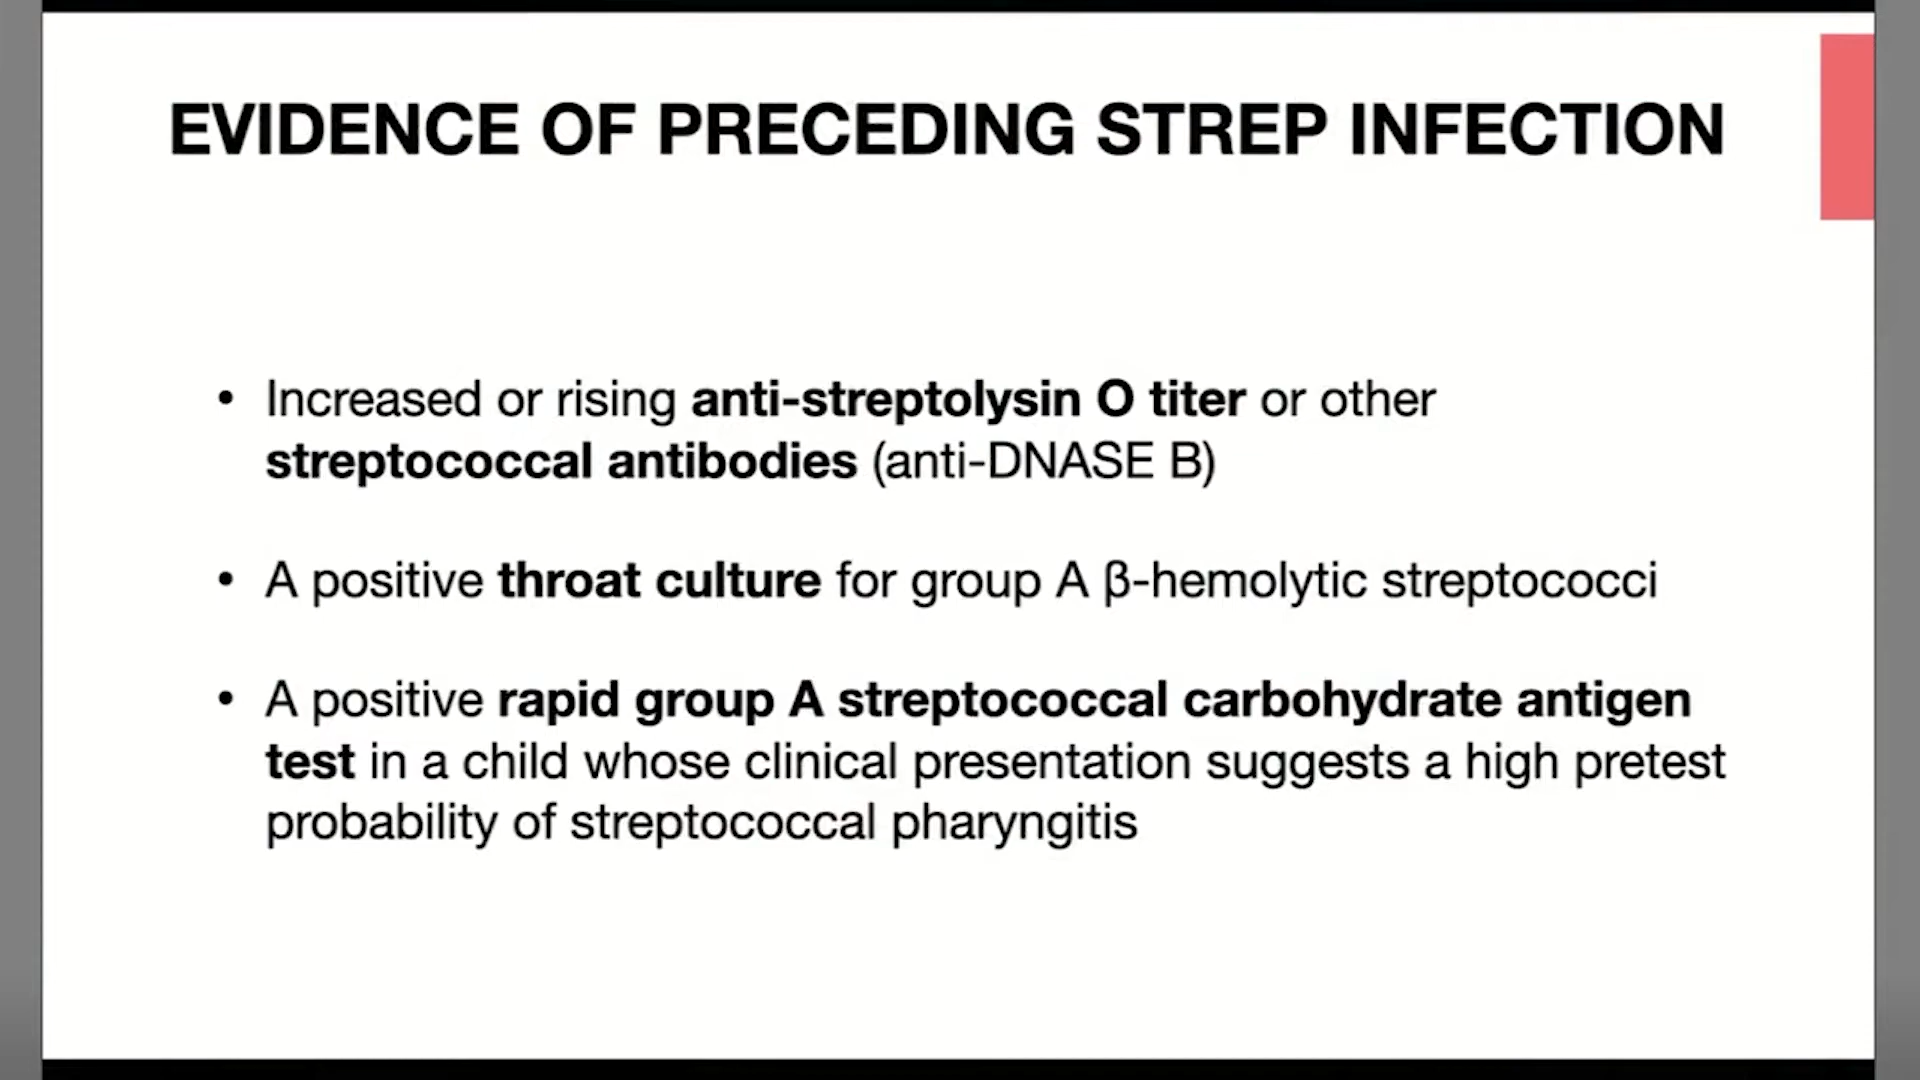 EVIDENCE OF PRECEDING STREP INFECTION
• Increased or rising anti-streptolysin O titer or other
streptococcal antibodies (anti-DNASE B)
• A positive throat culture for group A β-hemolytic streptococci
• A positive rapid group A streptococcal carbohydrate antigen
test in a child whose clinical presentation suggests a high pretest
probability of streptococcal pharyngitis